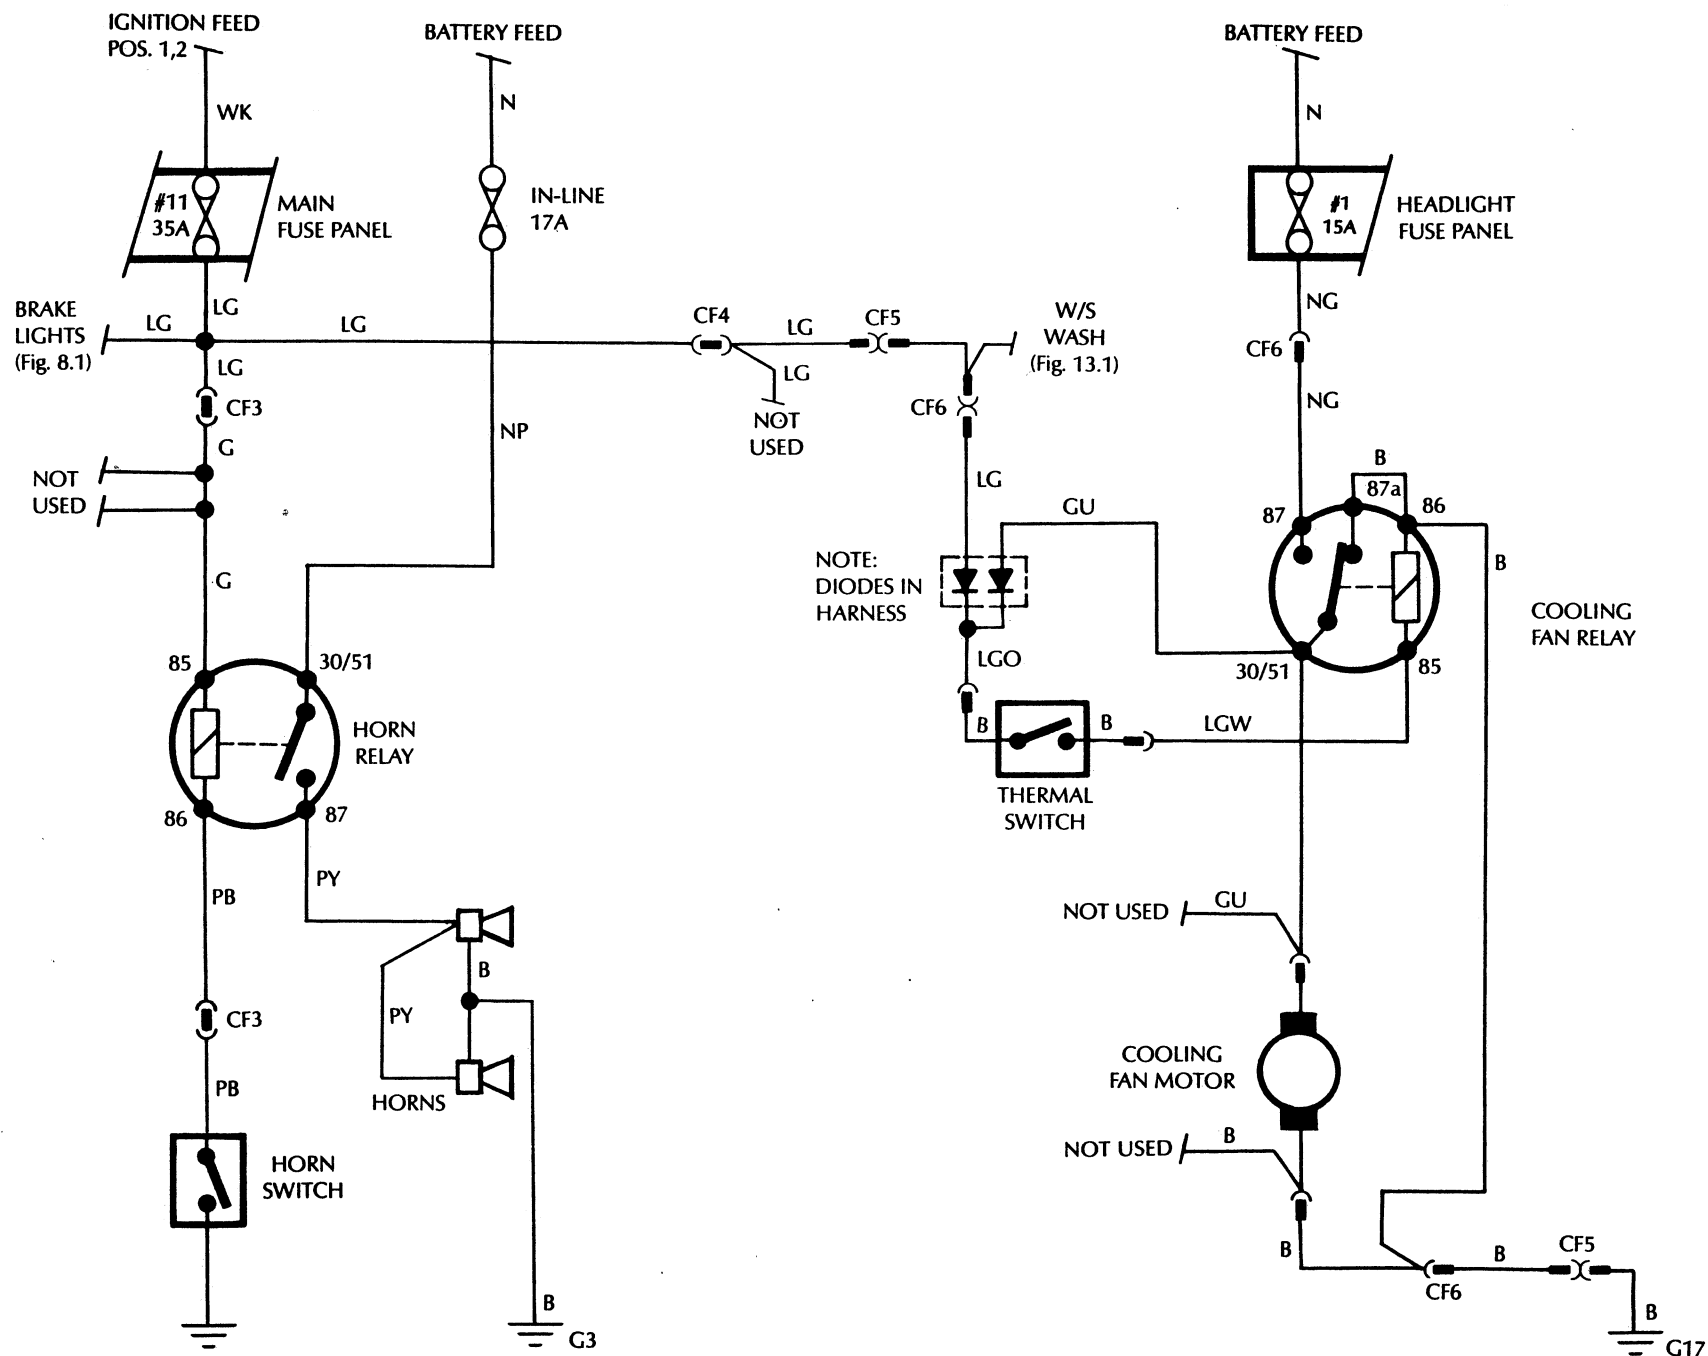 IGNITION FEED
POS. 1,2
BATTERY FEED
BATTERY FEED
WK
N
N
#11
35A
MAIN
FUSE PANEL
IN-LINE
17A
#1
15A
HEADLIGHT
FUSE PANEL
BRAKE
LIGHTS
(Fig. 8.1)
LG
LG
LG
LG
CF4
LG
CF5
W/S
WASH
(Fig. 13.1)
NG
CF6
NG
LG
NOT
USED
CF6
CF3
G
NP
NOT
USED
G
LG
GU
B
87a
87
86
B
NOTE:
DIODES IN
HARNESS
COOLING
FAN RELAY
LGO
30/51
85
85
30/51
HORN
RELAY
86
87
B
B
LGW
THERMAL
SWITCH
PB
PY
NOT USED
GU
B
PY
CF3
PB
HORNS
COOLING
FAN MOTOR
HORN
SWITCH
NOT USED
B
B
B
CF5
CF6
B
B
G3
G17